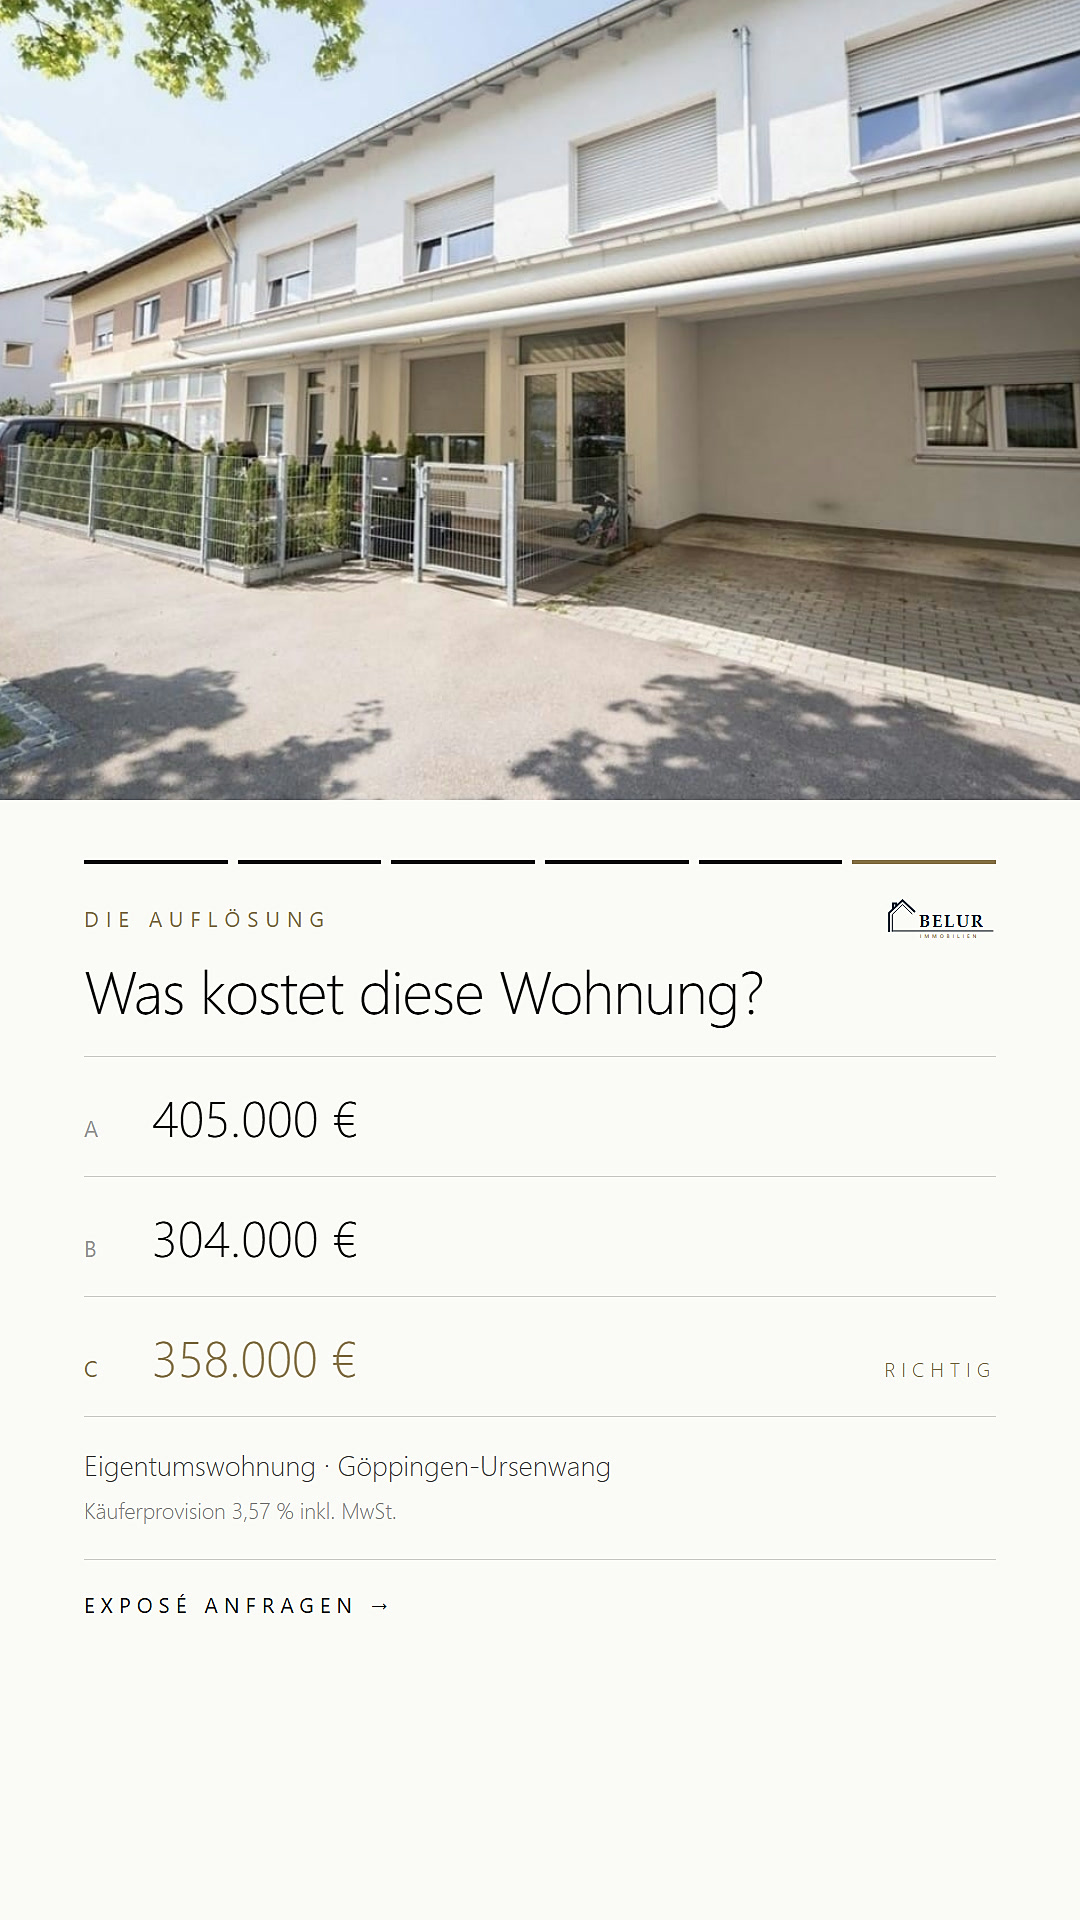 DIE AUFLÖSUNG
BELUR
IMMOBILIEN
Was kostet diese Wohnung?
A 405.000 €
B 304.000 €
C 358.000 € RICHTIG
Eigentumswohnung · Göppingen-Ursenwang
Käuferprovision 3,57 % inkl. MwSt.
EXPOSÉ ANFRAGEN →